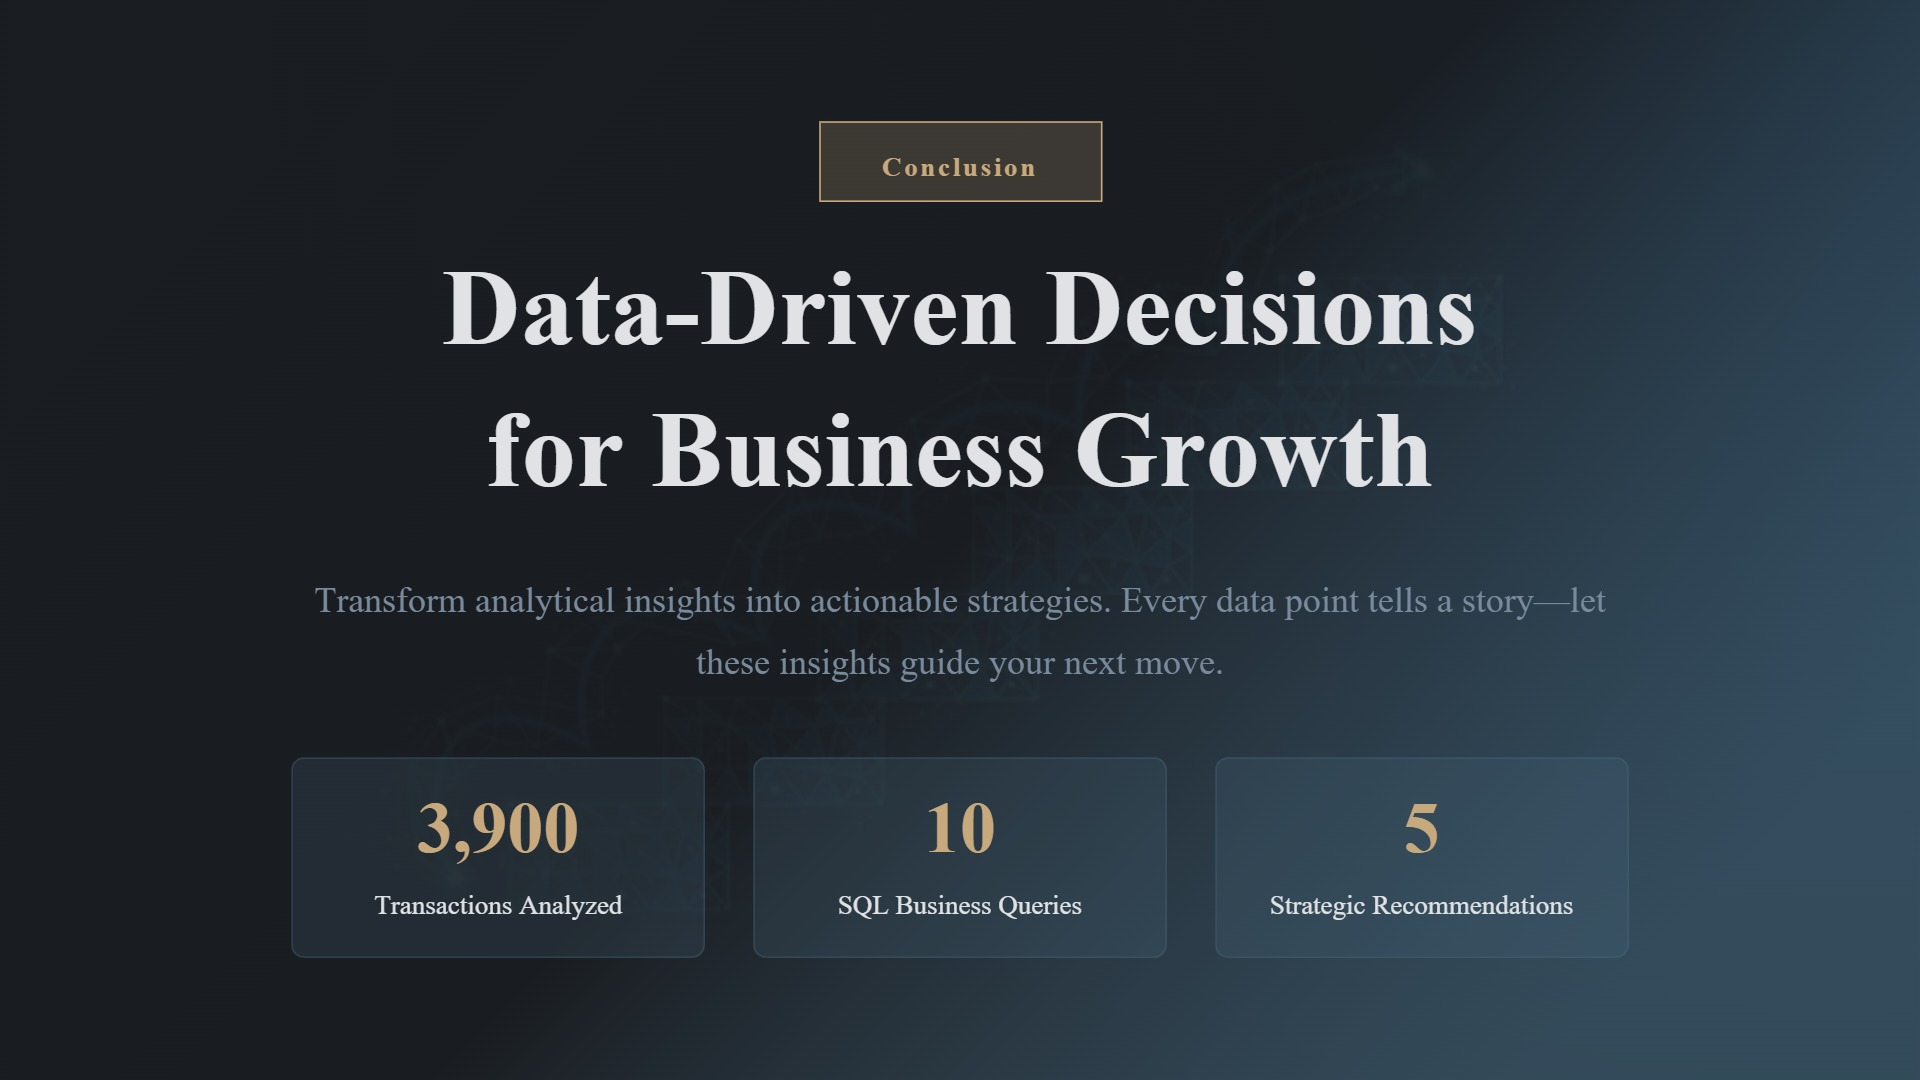 Conclusion
Data-Driven Decisions
for Business Growth
Transform analytical insights into actionable strategies. Every data point tells a story—let
these insights guide your next move.
3,900
Transactions Analyzed
10
SQL Business Queries
5
Strategic Recommendations